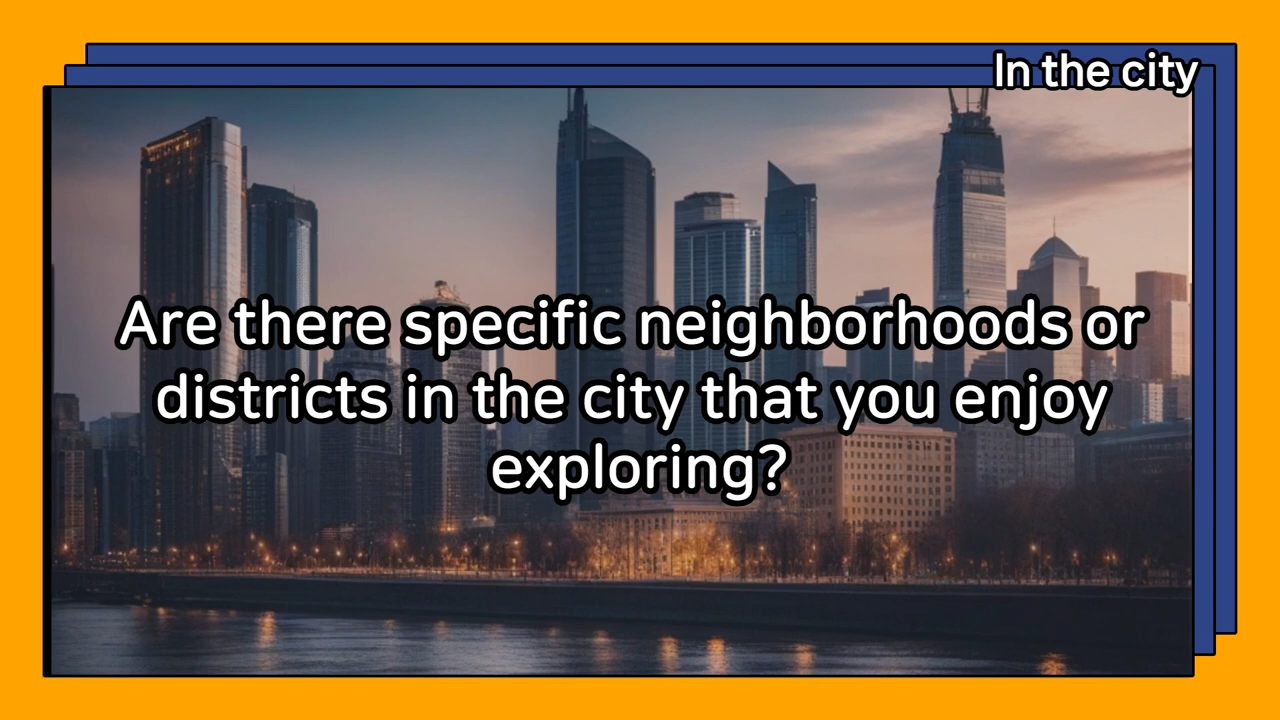 In the city
Are there specific neighborhoods or
districts in the city that you enjoy
exploring?